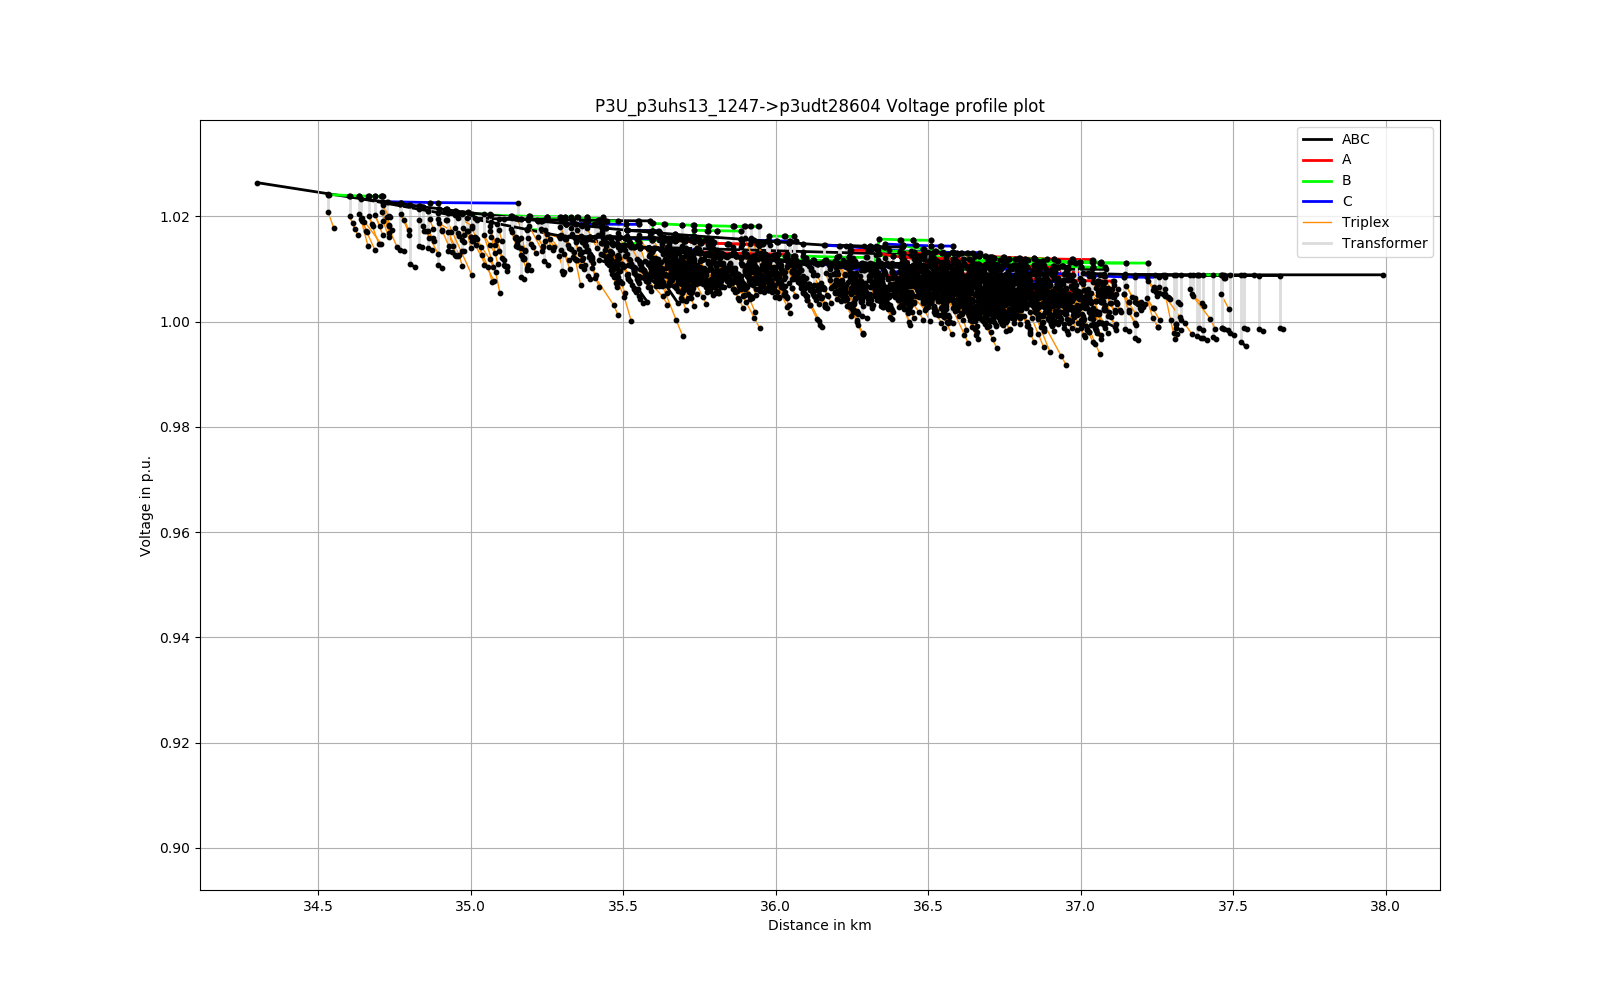 P3U_p3uhs13_1247->p3udt28604 Voltage profile plot
ABC
A
B
C
Triplex
Transformer
Voltage in p.u.
1.02
1.00
0.98
0.96
0.94
0.92
0.90
34.5 35.0 35.5 36.0 36.5 37.0 37.5 38.0
Distance in km